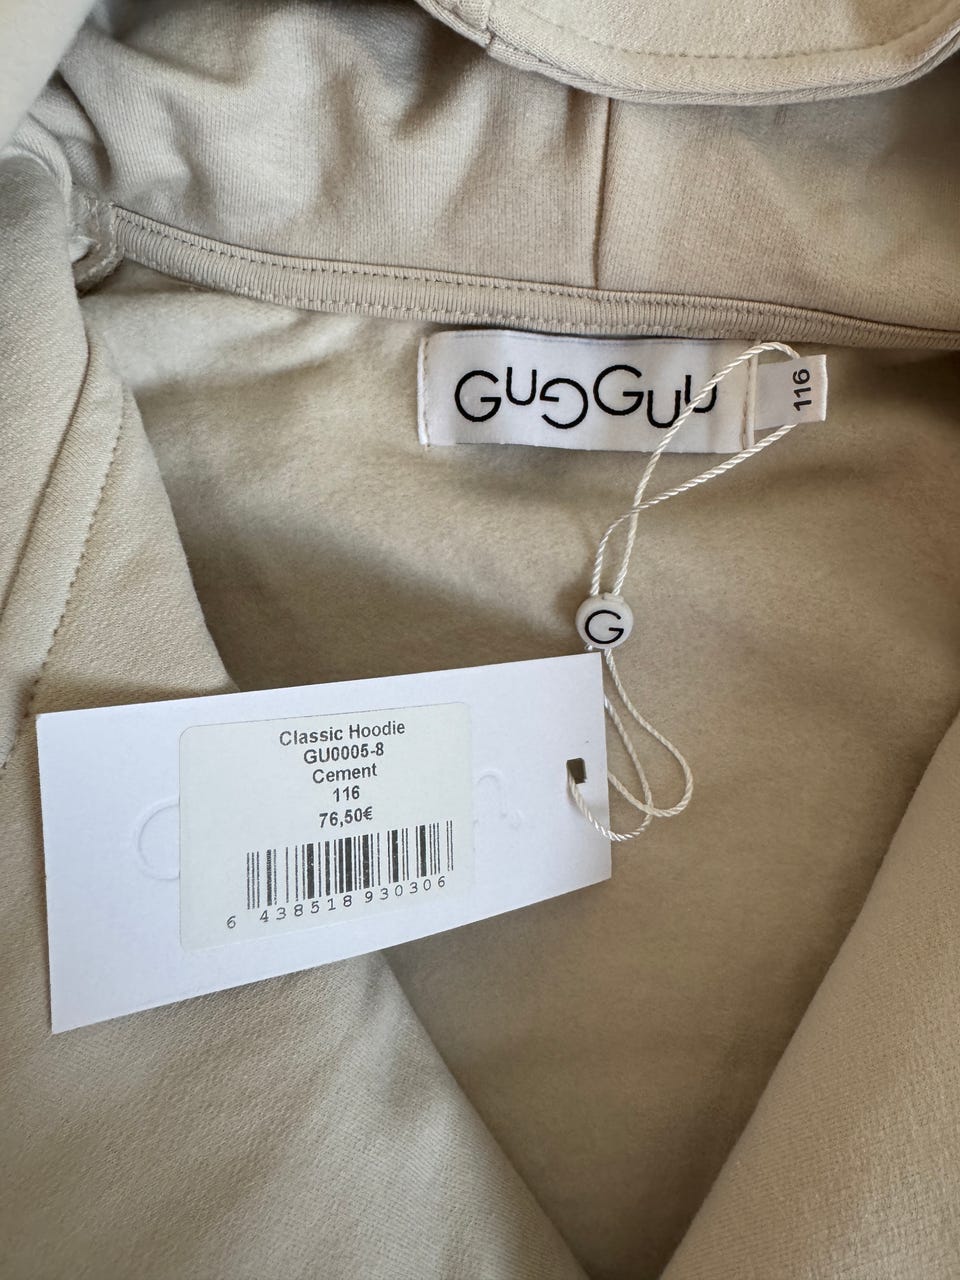 GUGGUU
116
G
Classic Hoodie
GU0005-8
Cement
116
76,50€
6 438518 930306